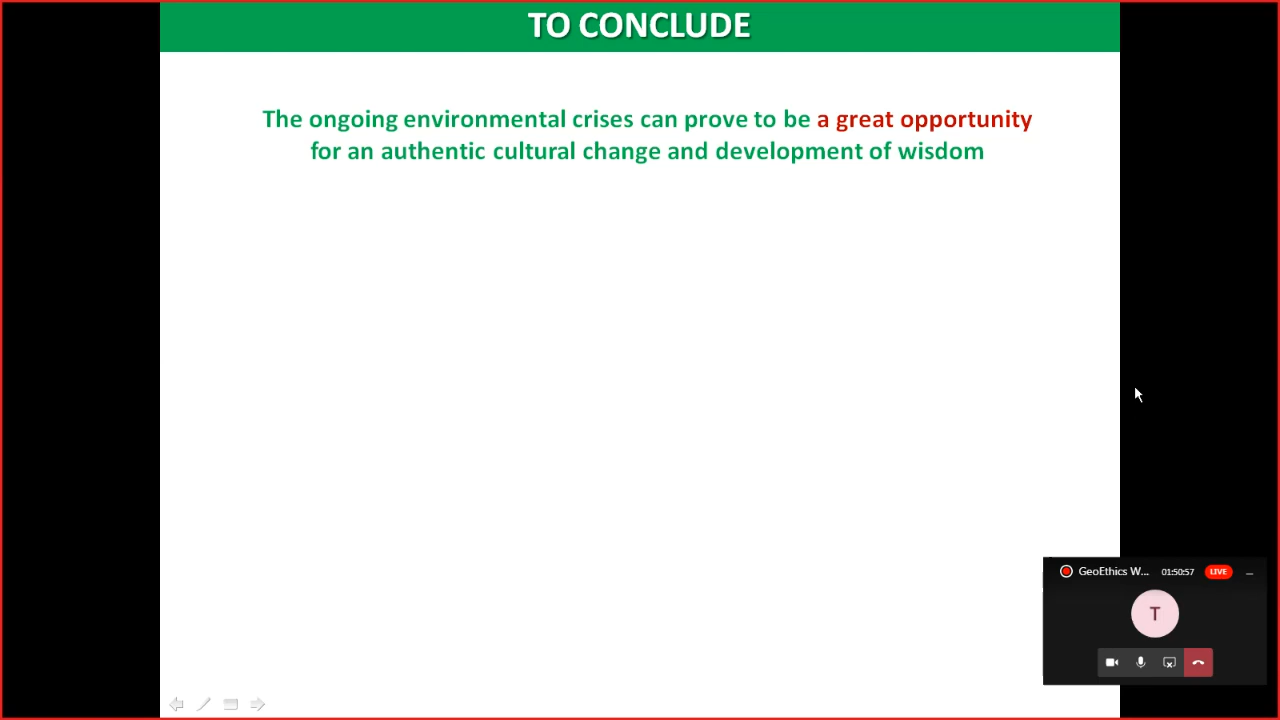 TO CONCLUDE
The ongoing environmental crises can prove to be a great opportunity
for an authentic cultural change and development of wisdom
GeoEthics W... 01:50:57 LIVE
T